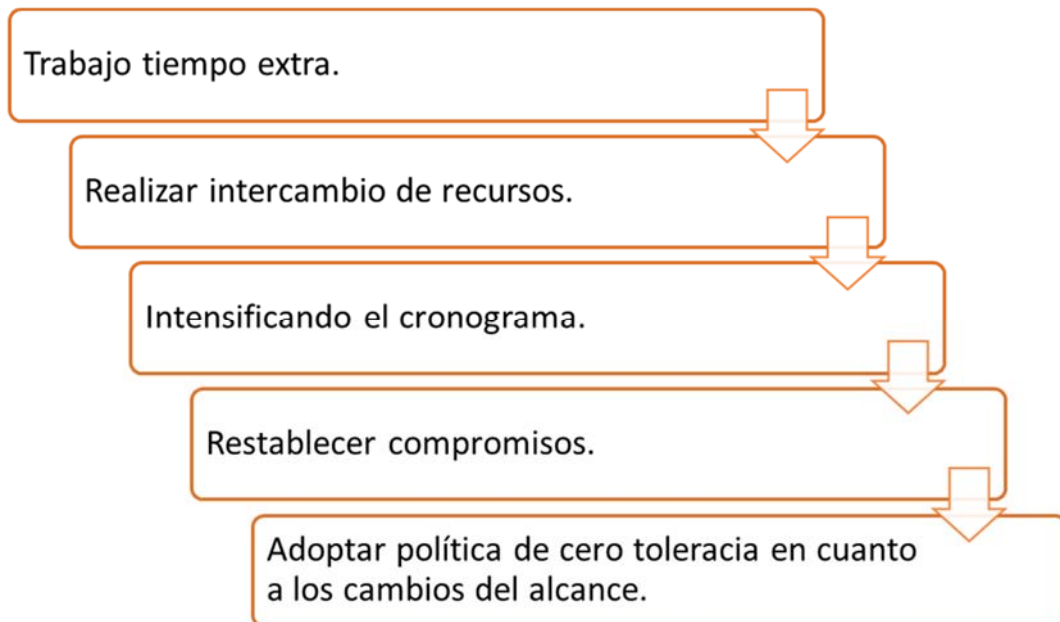 Trabajo tiempo extra.
Realizar intercambio de recursos.
Intensificando el cronograma.
Restablecer compromisos.
Adoptar política de cero toleracia en cuanto
a los cambios del alcance.